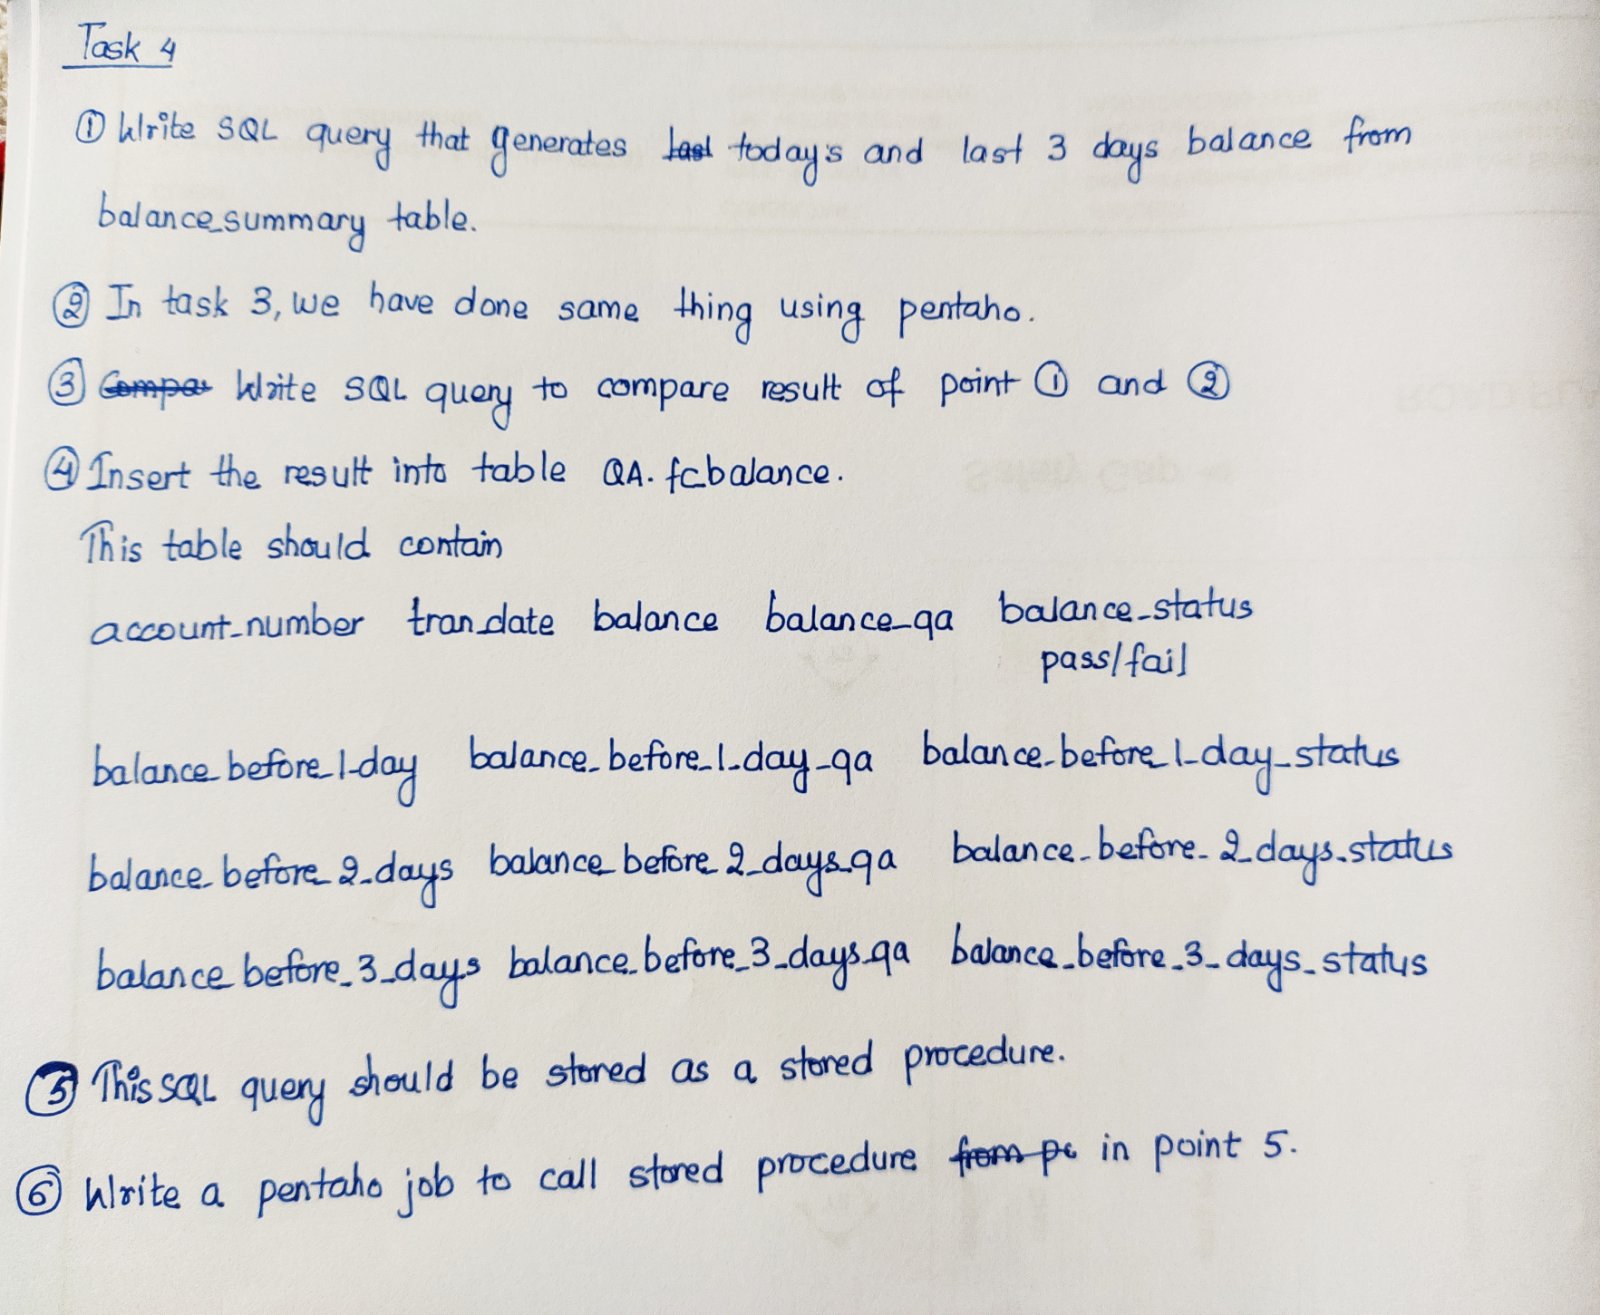 Task 4
① Write SQL query that generates last today's and last 3 days balance from
balance_summary table.
② In task 3, we have done same thing using pentaho.
③ Compar Write SQL query to compare result of point ① and ②
④ Insert the result into table QA.fcbalance.
This table should contain
account_number tran_date balance balance_qa balance_status
pass/fail
balance_before_1_day balance_before_1_day_qa balance_before_1_day_status
balance_before_2_days balance_before_2_days_qa balance_before_2_days_status
balance_before_3_days balance_before_3_days_qa balance_before_3_days_status
⑤ This SQL query should be stored as a stored procedure.
⑥ Write a pentaho job to call stored procedure from pc in point 5.